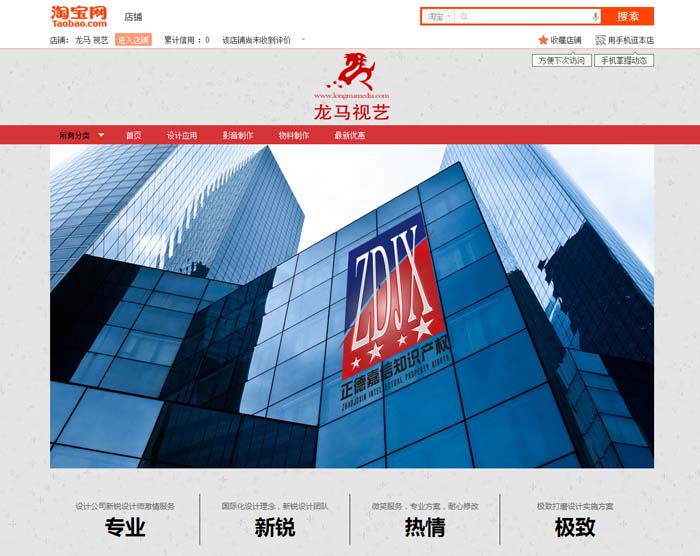 淘宝网
Taobao.com
店铺
淘宝
搜索
店铺： 龙马 视艺 进入店铺 累计信用：0 该店铺尚未收到评价
收藏店铺 用手机逛本店
方便下次访问 手机掌握动态
www.longmamedia.com
龙马视艺
所有分类 首页 设计应用 影音制作 物料制作 最新优惠
ZDJX
正德嘉信知识产权
INTELLECTUAL PROPERTY RIGHTS
设计公司新锐设计师激情服务
专业
国际化设计理念，新锐设计团队
新锐
微笑服务，专业方案，耐心修改
热情
极致打磨设计实施方案
极致